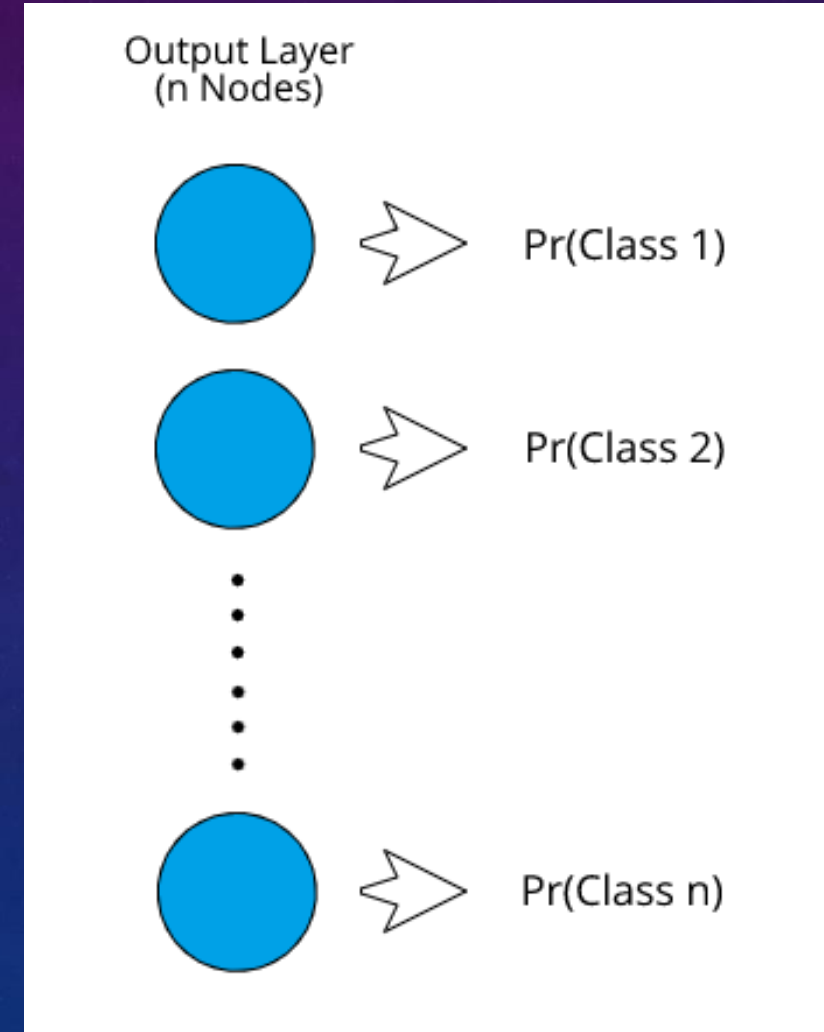 Output Layer
(n Nodes)
Pr(Class 1)
Pr(Class 2)
Pr(Class n)